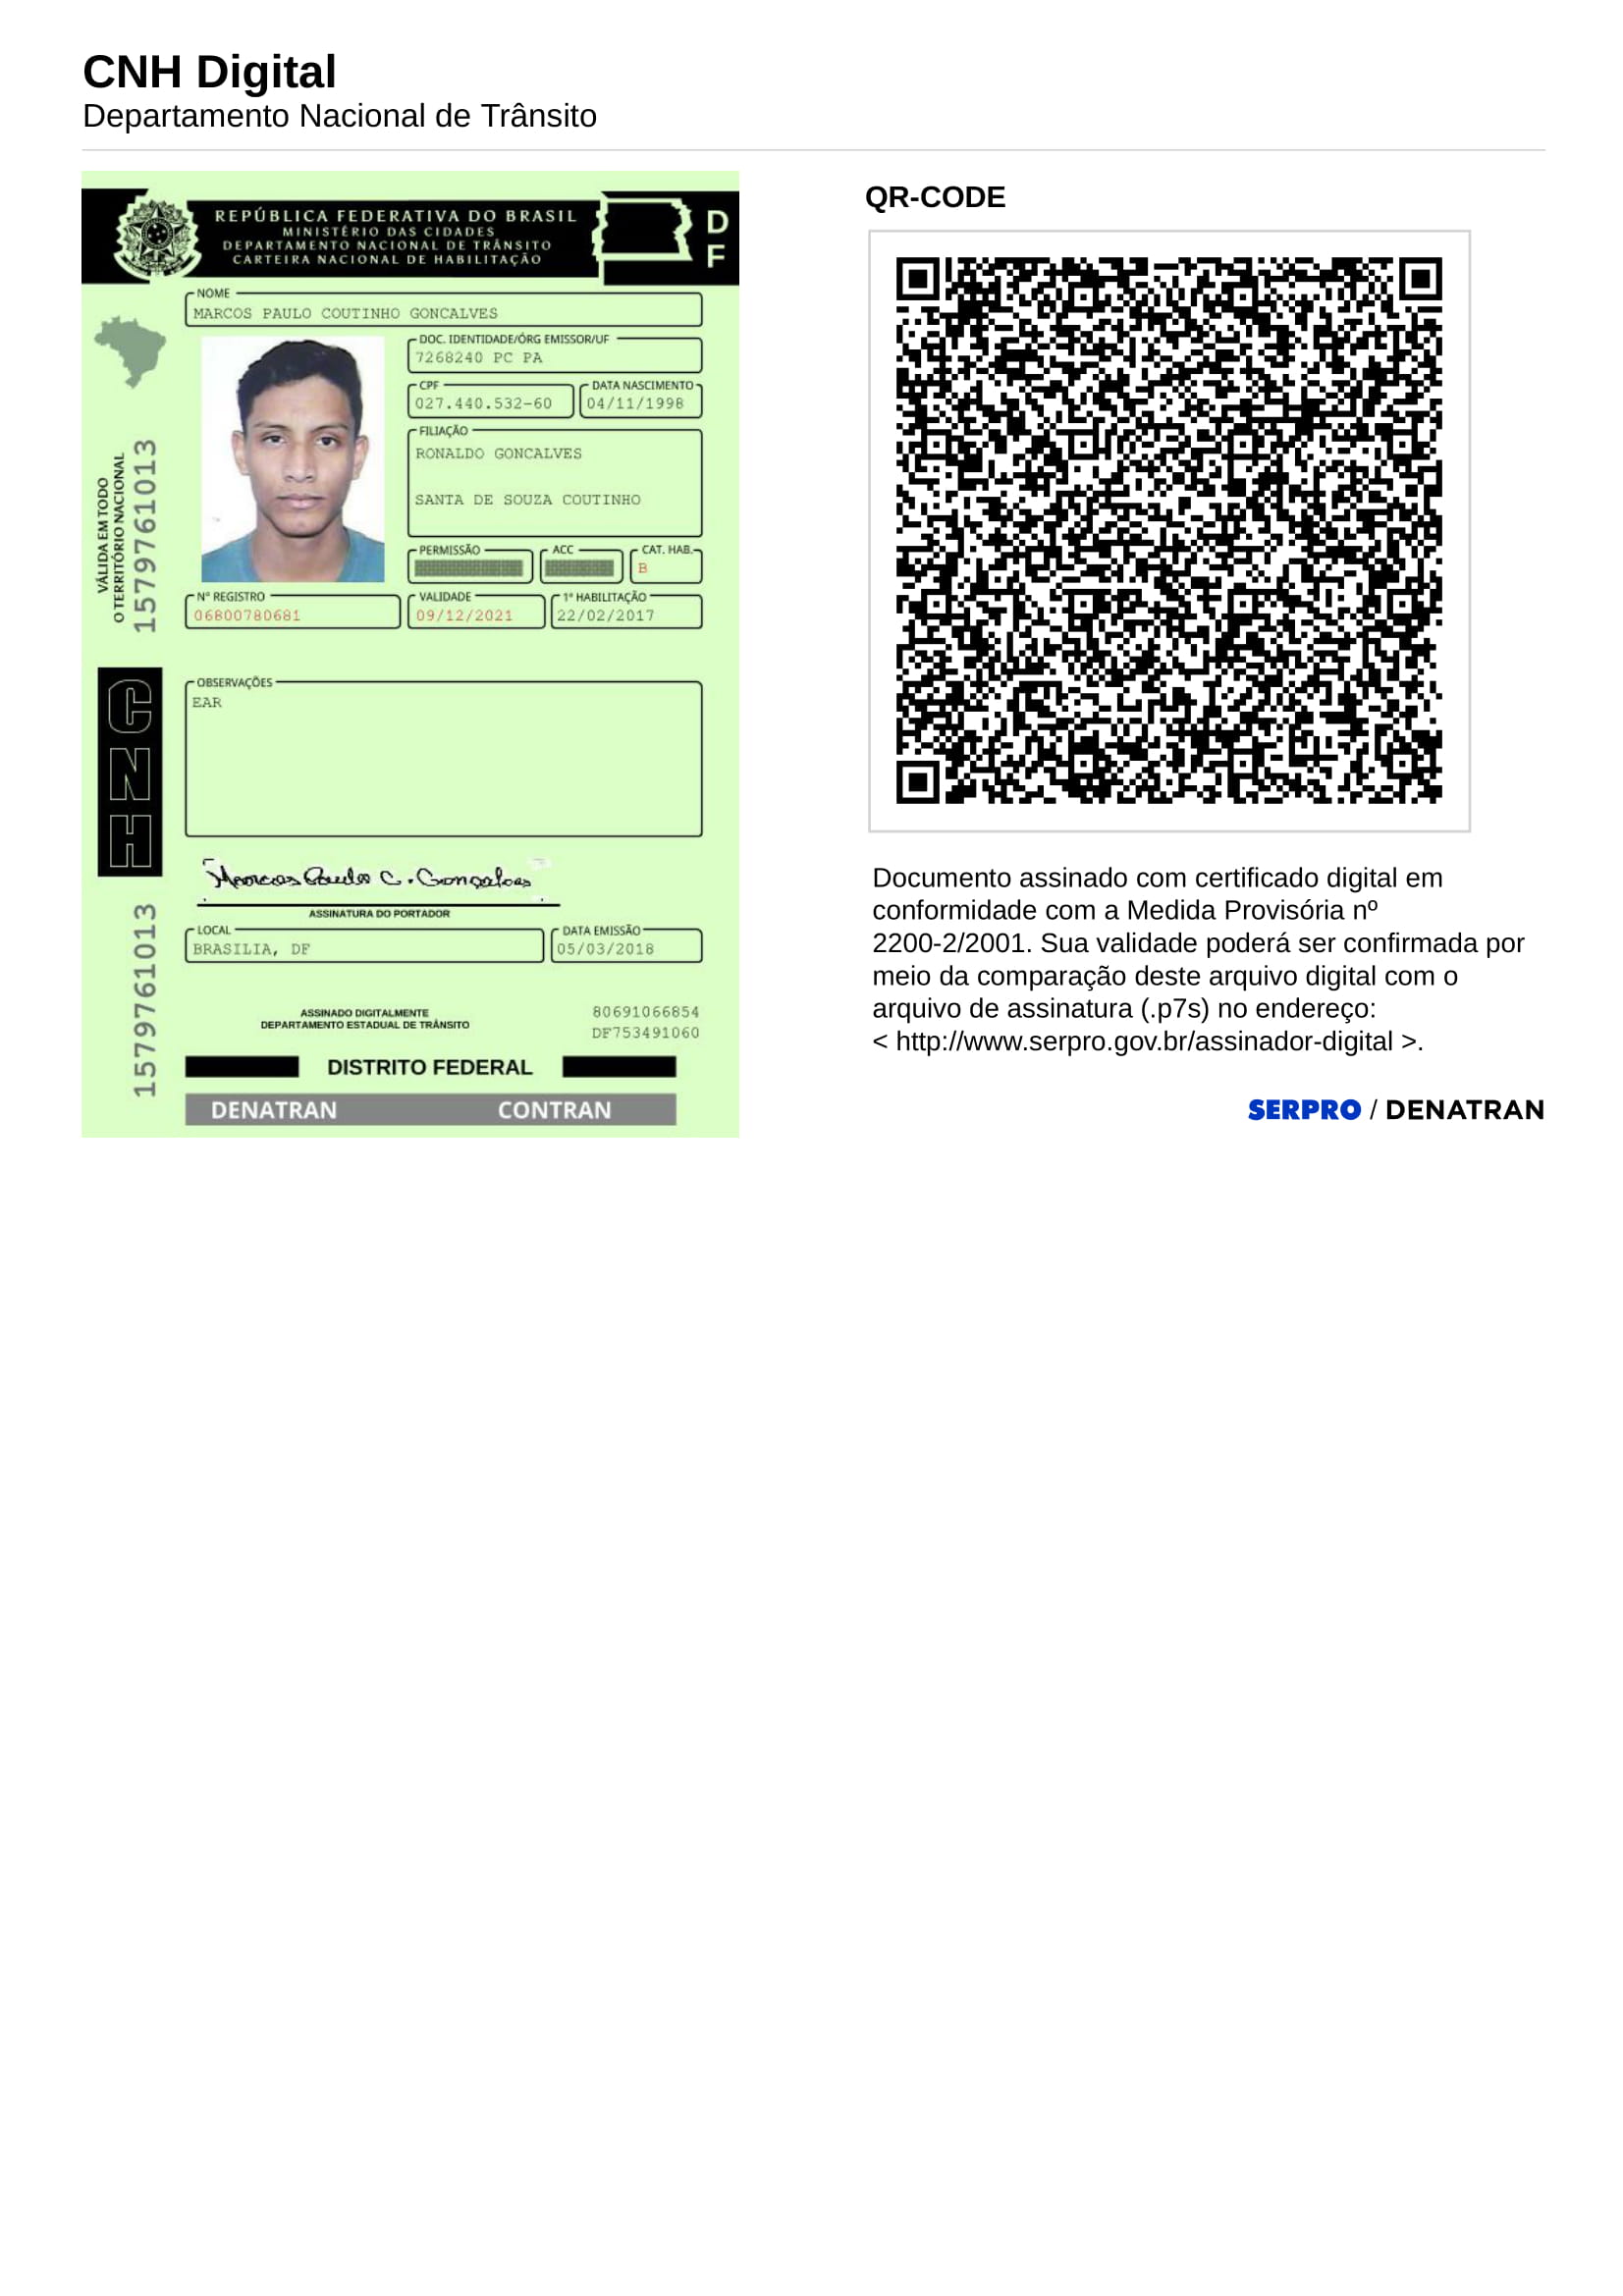 CNH Digital
Departamento Nacional de Trânsito
REPÚBLICA FEDERATIVA DO BRASIL
MINISTÉRIO DAS CIDADES
DEPARTAMENTO NACIONAL DE TRÂNSITO
CARTEIRA NACIONAL DE HABILITAÇÃO
D
F
NOME
MARCOS PAULO COUTINHO GONCALVES
DOC. IDENTIDADE/ÓRG EMISSOR/UF
7268240 PC PA
CPF
027.440.532-60
DATA NASCIMENTO
04/11/1998
FILIAÇÃO
RONALDO GONCALVES
SANTA DE SOUZA COUTINHO
PERMISSÃO
ACC
CAT. HAB.
B
Nº REGISTRO
06800780681
VALIDADE
09/12/2021
1ª HABILITAÇÃO
22/02/2017
VÁLIDA EM TODO
O TERRITÓRIO NACIONAL
1579761013
OBSERVAÇÕES
EAR
CNH
Marcos Paulo C. Gonçalves
ASSINATURA DO PORTADOR
LOCAL
BRASILIA, DF
DATA EMISSÃO
05/03/2018
1579761013
ASSINADO DIGITALMENTE
DEPARTAMENTO ESTADUAL DE TRÂNSITO
80691066854
DF753491060
DISTRITO FEDERAL
DENATRAN CONTRAN
QR-CODE
Documento assinado com certificado digital em
conformidade com a Medida Provisória nº
2200-2/2001. Sua validade poderá ser confirmada por
meio da comparação deste arquivo digital com o
arquivo de assinatura (.p7s) no endereço:
< http://www.serpro.gov.br/assinador-digital >.
SERPRO / DENATRAN